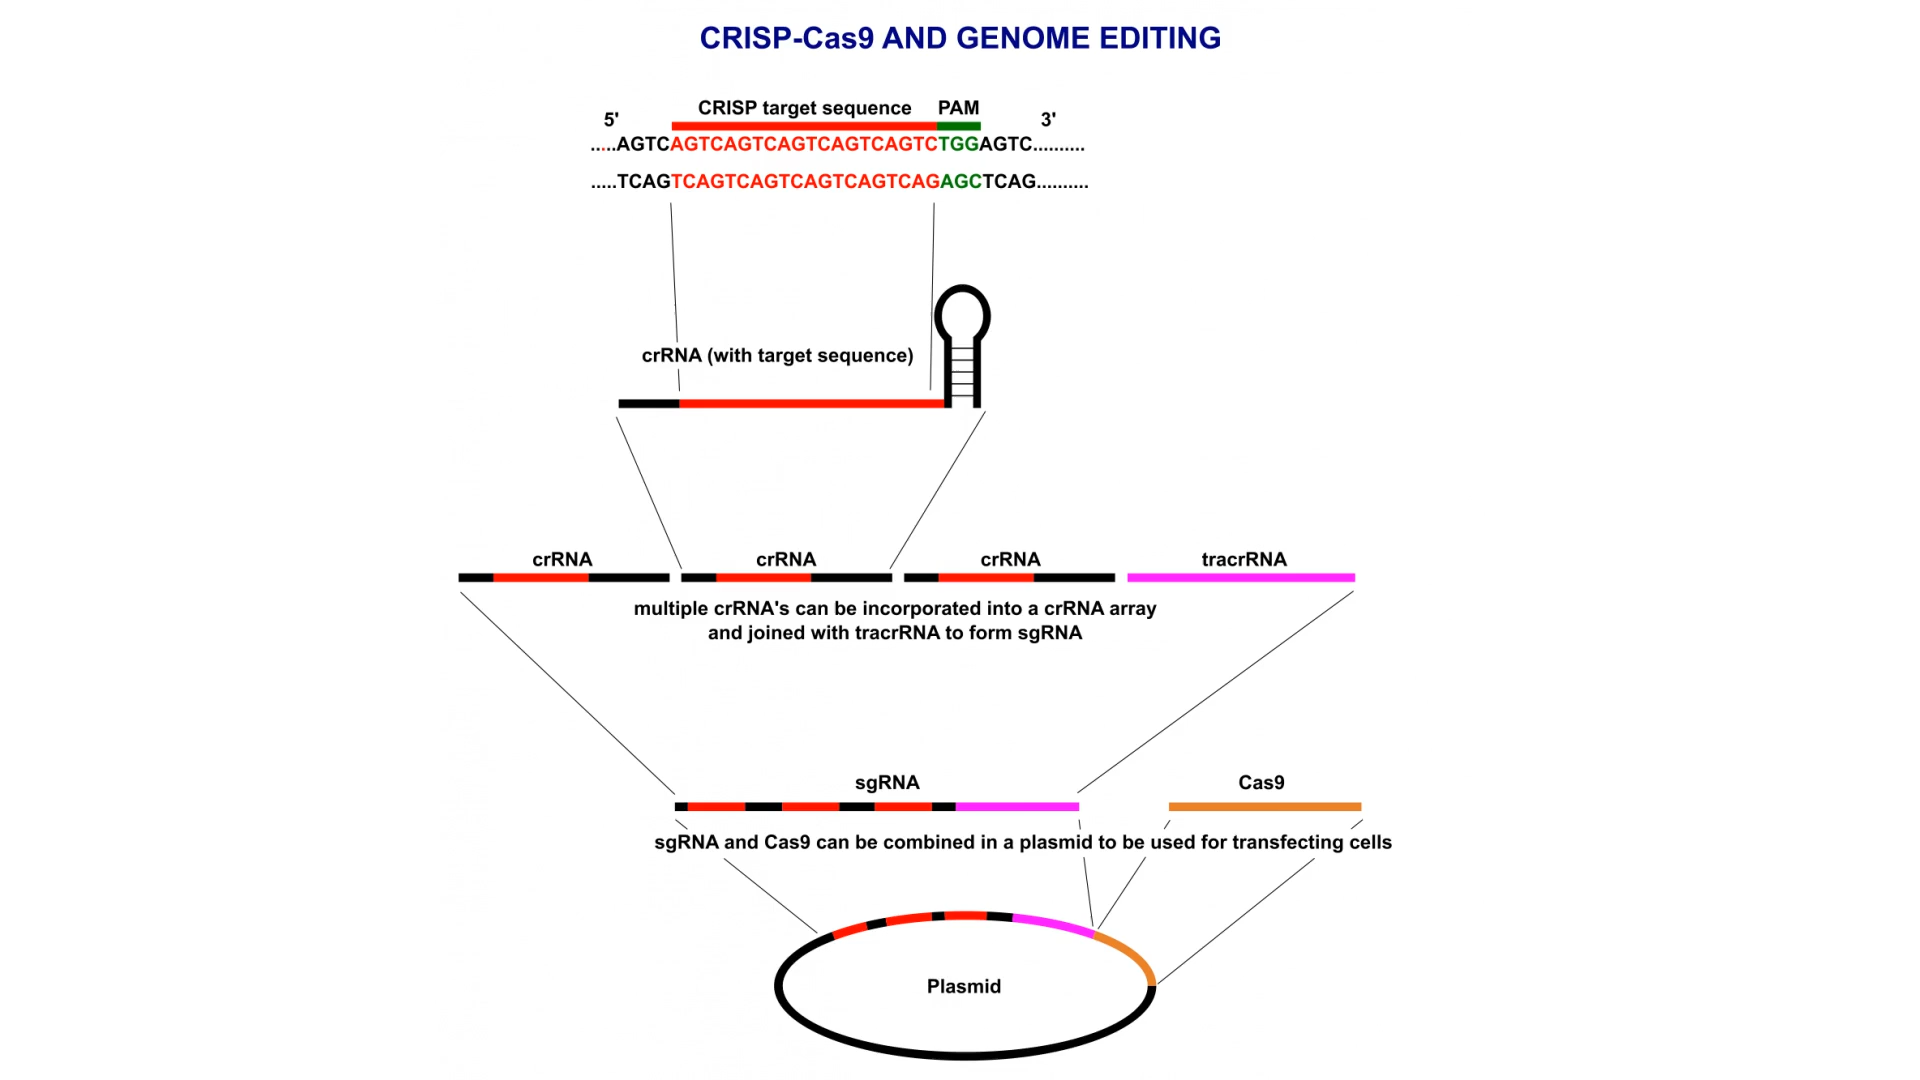 CRISP-Cas9 AND GENOME EDITING
CRISP target sequence PAM
5' 3'
.....AGTCAGTCAGTCAGTCAGTCAGTCTGGAGTC..........
.....TCAGTCAGTCAGTCAGTCAGTCAGAGCTCAG..........
crRNA (with target sequence)
crRNA crRNA crRNA tracrRNA
multiple crRNA's can be incorporated into a crRNA array
and joined with tracrRNA to form sgRNA
sgRNA Cas9
sgRNA and Cas9 can be combined in a plasmid to be used for transfecting cells
Plasmid